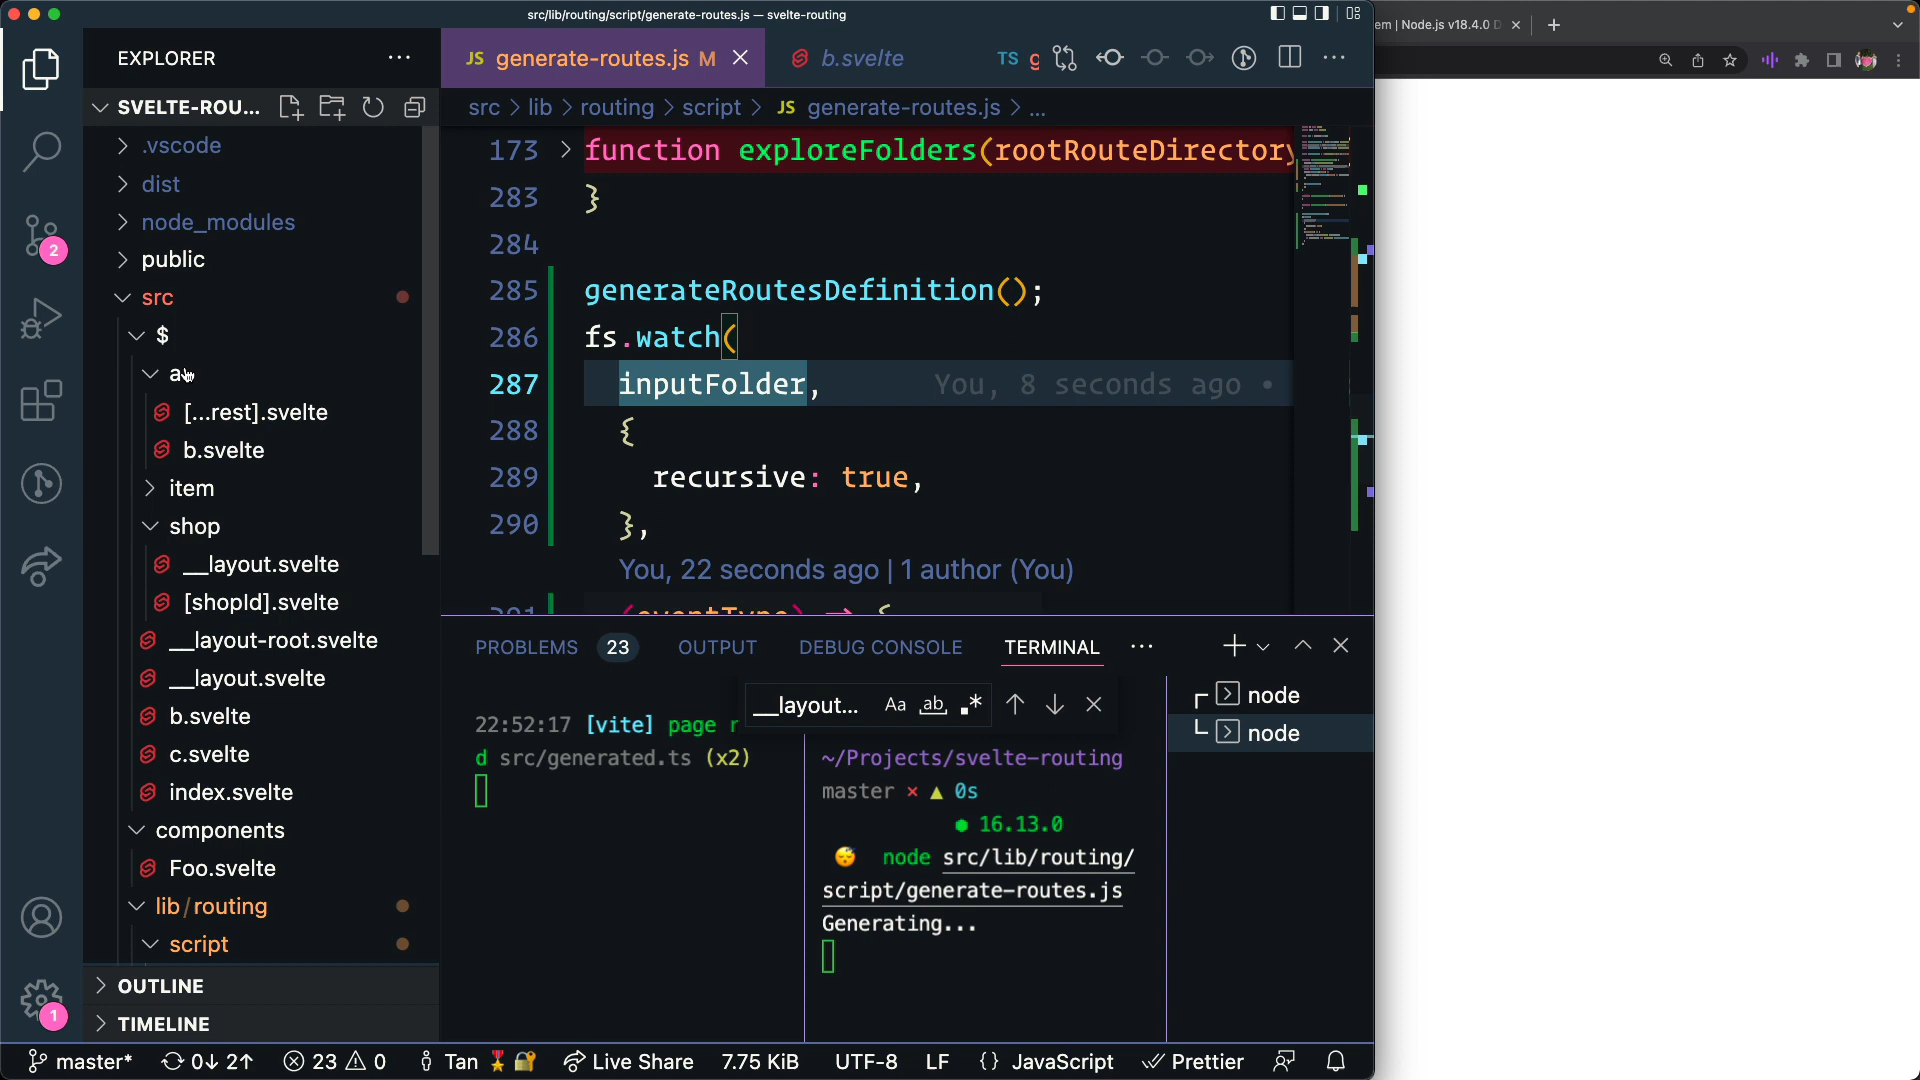 src/lib/routing/script/generate-routes.js — svelte-routing
em | Node.js v18.4.0 D
EXPLORER
JS generate-routes.js M
b.svelte
TS g
SVELTE-ROU...
src > lib > routing > script > JS generate-routes.js > ...
.vscode
dist
node_modules
public
src
$
a
[...rest].svelte
b.svelte
item
shop
__layout.svelte
[shopId].svelte
__layout-root.svelte
__layout.svelte
b.svelte
c.svelte
index.svelte
components
Foo.svelte
lib/routing
script
OUTLINE
TIMELINE
2
1
173 function exploreFolders(rootRouteDirectory
283 }
284
285 generateRoutesDefinition();
286 fs.watch(
287 inputFolder, You, 8 seconds ago •
288 {
289 recursive: true,
290 },
You, 22 seconds ago | 1 author (You)
291 (eventType) => {
PROBLEMS 23 OUTPUT DEBUG CONSOLE TERMINAL
__layout... Aa ab .*
22:52:17 [vite] page r
d src/generated.ts (x2)
~/Projects/svelte-routing
master × ▲ 0s
16.13.0
😴 node src/lib/routing/
script/generate-routes.js
Generating...
node
node
master* 0↓ 2↑ 23 0 Tan 🎖 🔐 Live Share 7.75 KiB UTF-8 LF {} JavaScript Prettier